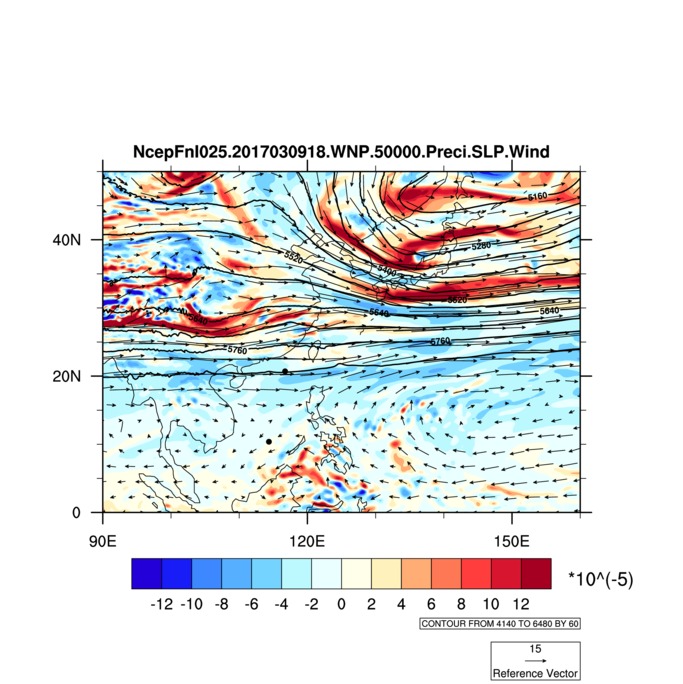 NcepFnl025.2017030918.WNP.50000.Preci.SLP.Wind
5160
40N
5280
5520
5400
5520
5640
5640
5760
5760
20N
0
90E 120E 150E
-12 -10 -8 -6 -4 -2 0 2 4 6 8 10 12
*10^(-5)
CONTOUR FROM 4140 TO 6480 BY 60
15
Reference Vector